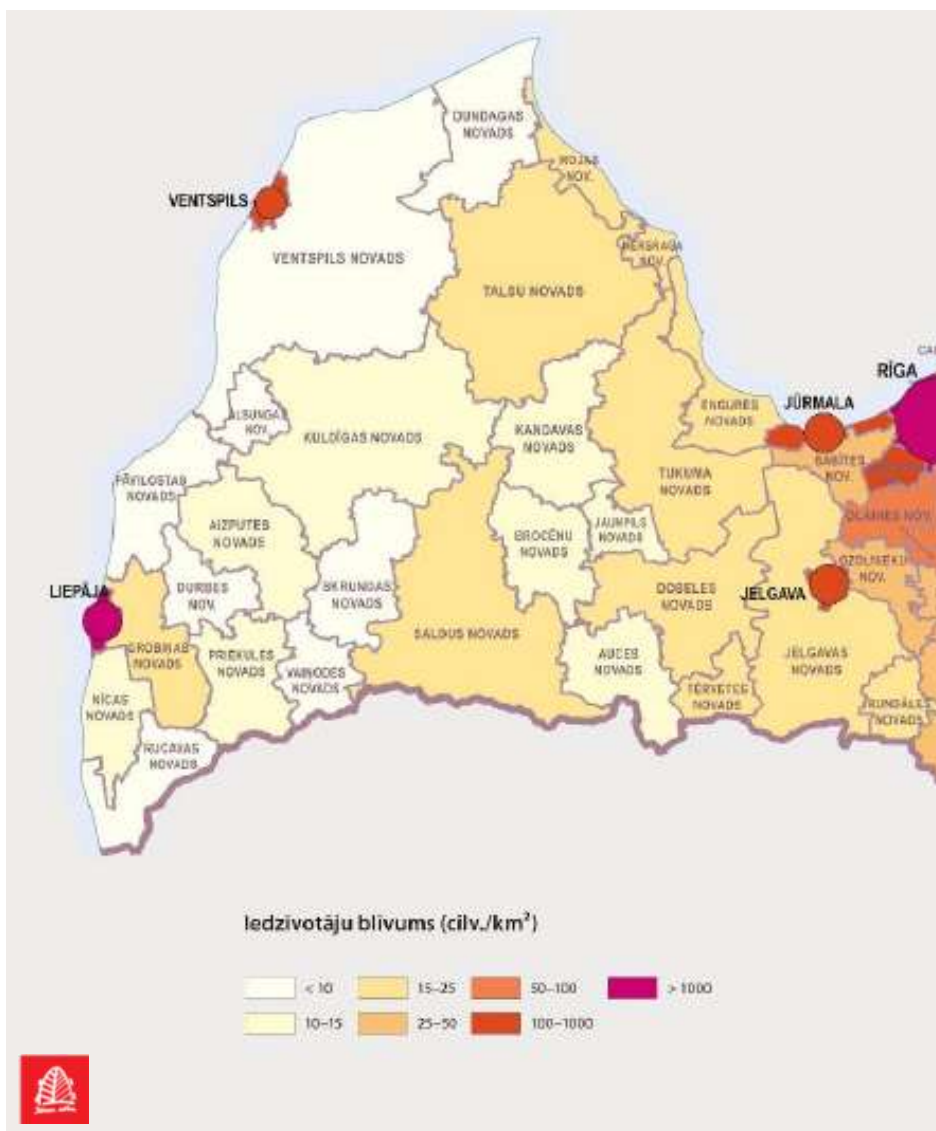 DUNDAGAS
NOVADS
ROJAS
NOV.
VENTSPILS
MĒRSRAGA
NOV.
VENTSPILS NOVADS
TALSU NOVADS
RĪGA
JŪRMALA
ALSUNGAS
NOV.
ENGURES
NOVADS
KULDĪGAS NOVADS
KANDAVAS
NOVADS
BABĪTES
NOV.
TUKUMA
NOVADS
PĀVILOSTAS
NOVADS
OLAINES NOV.
AIZPUTES
NOVADS
BROCĒNU
NOVADS
JAUNPILS
NOVADS
OZOLNIEKU
NOV.
LIEPĀJA
DURBES
NOV.
SKRUNDAS
NOVADS
DOBELES
NOVADS
JELGAVA
SALDUS NOVADS
GROBIŅAS
NOVADS
PRIEKULES
NOVADS
AUCES
NOVADS
JELGAVAS
NOVADS
VAIŅODES
NOVADS
NĪCAS
NOVADS
TĒRVETES
NOVADS
RUNDĀLES
NOVADS
RUCAVAS
NOVADS
Iedzīvotāju blīvums (cilv./km²)
< 10
15–25
50–100
> 1000
10–15
25–50
100–1000